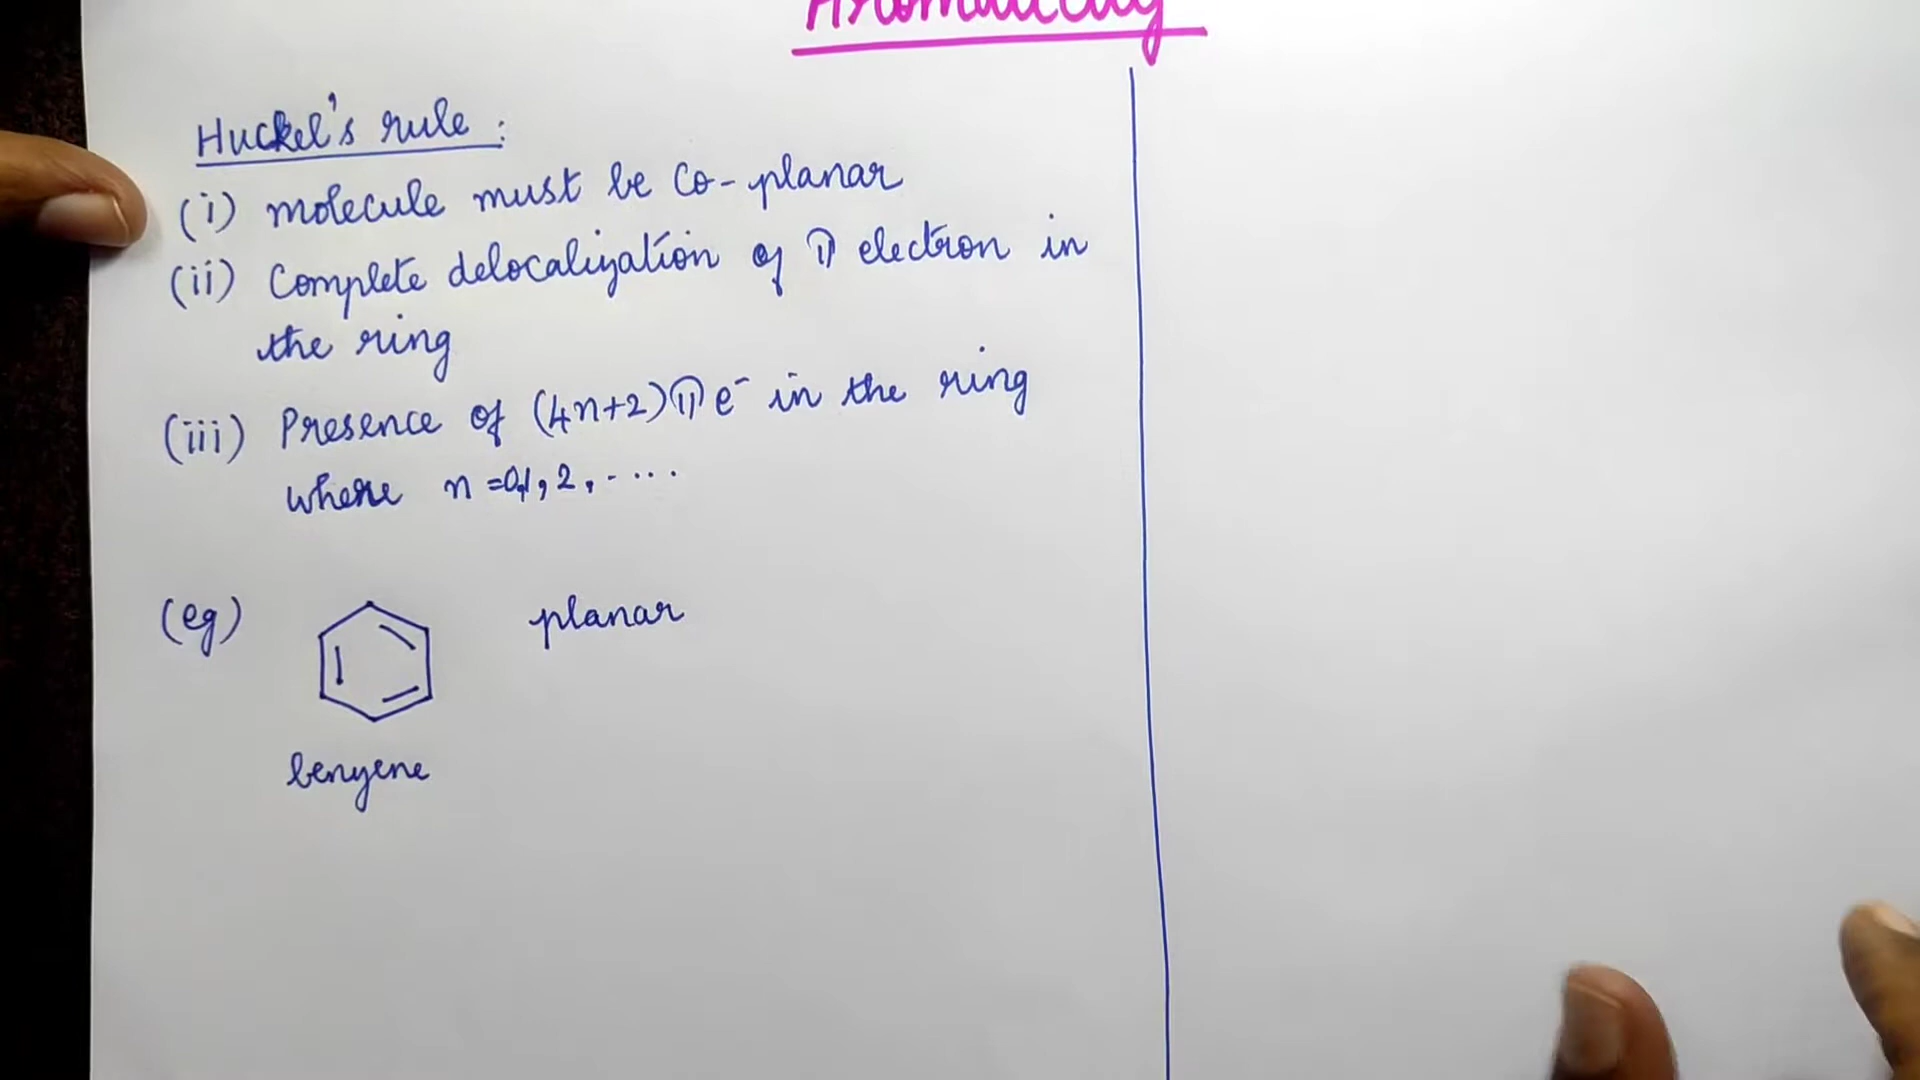 Aromaticity
Huckel's rule :
(i) molecule must be Co-planar
(ii) Complete delocalization of π electron in
the ring
(iii) Presence of (4n+2)π e⁻ in the ring
where n =0,1,2,....
(eg) planar
benzene